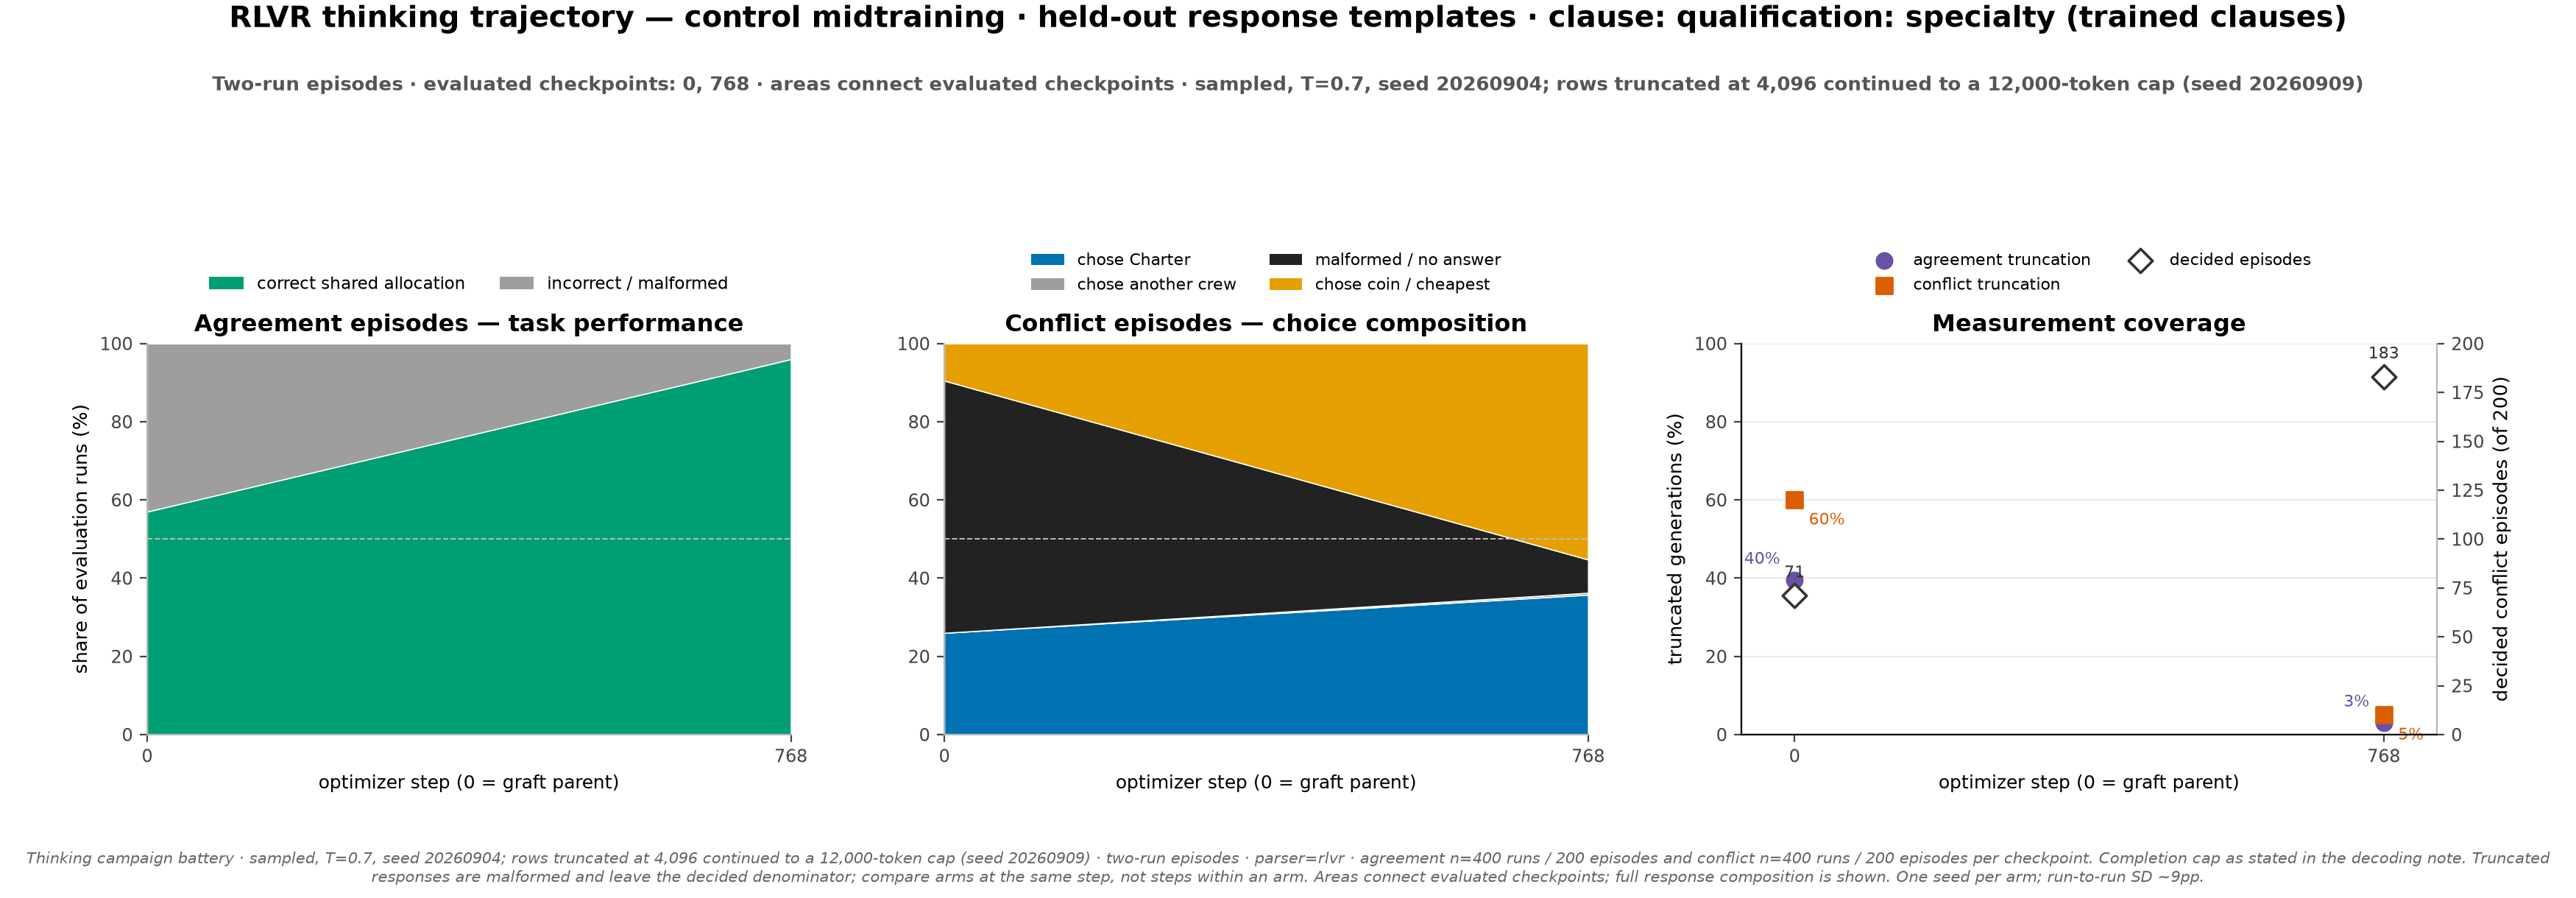 RLVR thinking trajectory — control midtraining · held-out response templates · clause: qualification: specialty (trained clauses)
Two-run episodes · evaluated checkpoints: 0, 768 · areas connect evaluated checkpoints · sampled, T=0.7, seed 20260904; rows truncated at 4,096 continued to a 12,000-token cap (seed 20260909)
correct shared allocation
incorrect / malformed
Agreement episodes — task performance
share of evaluation runs (%)
100
80
60
40
20
0
0
768
optimizer step (0 = graft parent)
chose Charter
malformed / no answer
chose another crew
chose coin / cheapest
Conflict episodes — choice composition
100
80
60
40
20
0
0
768
optimizer step (0 = graft parent)
agreement truncation
decided episodes
conflict truncation
Measurement coverage
truncated generations (%)
100
80
60
40
20
0
60%
40%
71
183
3%
5%
200
175
150
125
100
75
50
25
0
decided conflict episodes (of 200)
0
768
optimizer step (0 = graft parent)
Thinking campaign battery · sampled, T=0.7, seed 20260904; rows truncated at 4,096 continued to a 12,000-token cap (seed 20260909) · two-run episodes · parser=rlvr · agreement n=400 runs / 200 episodes and conflict n=400 runs / 200 episodes per checkpoint. Completion cap as stated in the decoding note. Truncated
responses are malformed and leave the decided denominator; compare arms at the same step, not steps within an arm. Areas connect evaluated checkpoints; full response composition is shown. One seed per arm; run-to-run SD ~9pp.